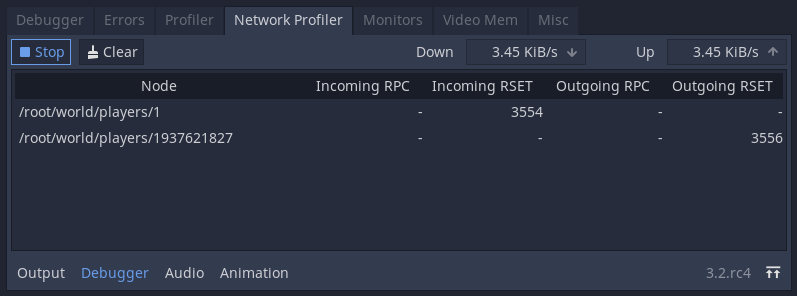 Debugger Errors Profiler Network Profiler Monitors Video Mem Misc
Stop Clear Down 3.45 KiB/s Up 3.45 KiB/s
Node Incoming RPC Incoming RSET Outgoing RPC Outgoing RSET
/root/world/players/1 - 3554 - -
/root/world/players/1937621827 - - - 3556
Output Debugger Audio Animation 3.2.rc4